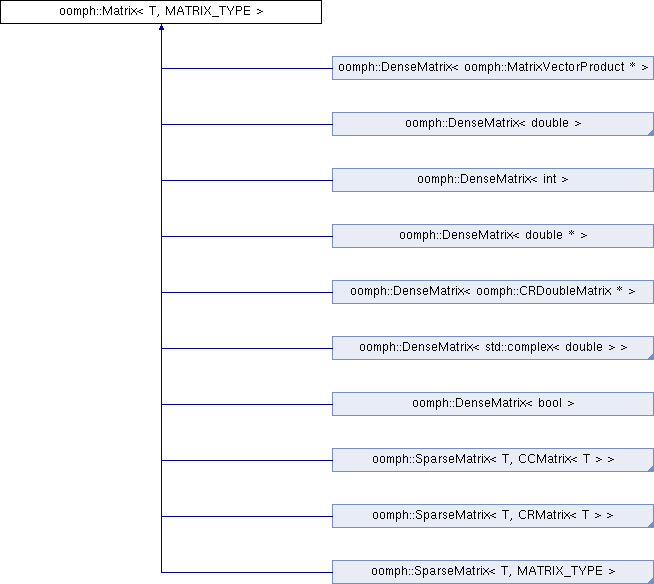 oomph::Matrix< T, MATRIX_TYPE >
oomph::DenseMatrix< oomph::MatrixVectorProduct * >
oomph::DenseMatrix< double >
oomph::DenseMatrix< int >
oomph::DenseMatrix< double * >
oomph::DenseMatrix< oomph::CRDoubleMatrix * >
oomph::DenseMatrix< std::complex< double > >
oomph::DenseMatrix< bool >
oomph::SparseMatrix< T, CCMatrix< T > >
oomph::SparseMatrix< T, CRMatrix< T > >
oomph::SparseMatrix< T, MATRIX_TYPE >